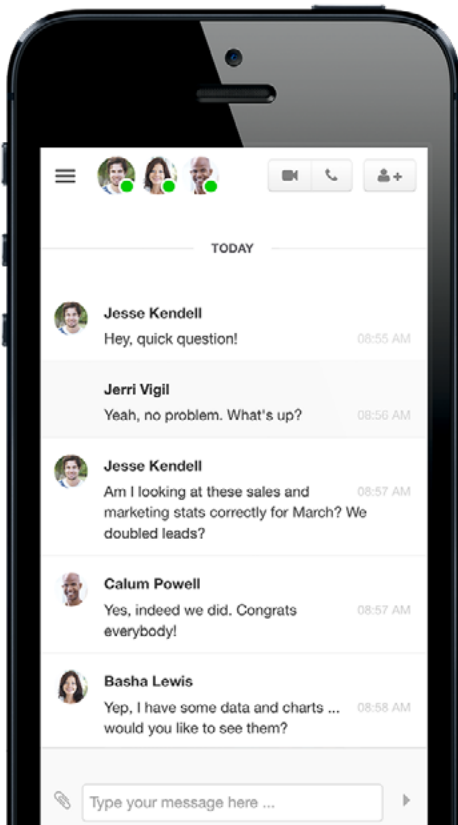 TODAY
Jesse Kendell
Hey, quick question! 08:55 AM
Jerri Vigil
Yeah, no problem. What's up? 08:56 AM
Jesse Kendell
Am I looking at these sales and 08:57 AM
marketing stats correctly for March? We
doubled leads?
Calum Powell
Yes, indeed we did. Congrats 08:57 AM
everybody!
Basha Lewis
Yep, I have some data and charts ... 08:58 AM
would you like to see them?
Type your message here ...